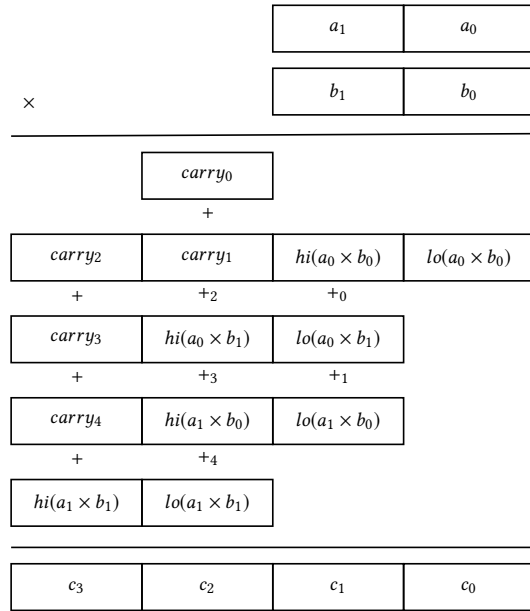 a₁ a₀
× b₁ b₀
carry₀
+
carry₂ carry₁ hi(a₀ × b₀) lo(a₀ × b₀)
+ +₂ +₀
carry₃ hi(a₀ × b₁) lo(a₀ × b₁)
+ +₃ +₁
carry₄ hi(a₁ × b₀) lo(a₁ × b₀)
+ +₄
hi(a₁ × b₁) lo(a₁ × b₁)
c₃ c₂ c₁ c₀